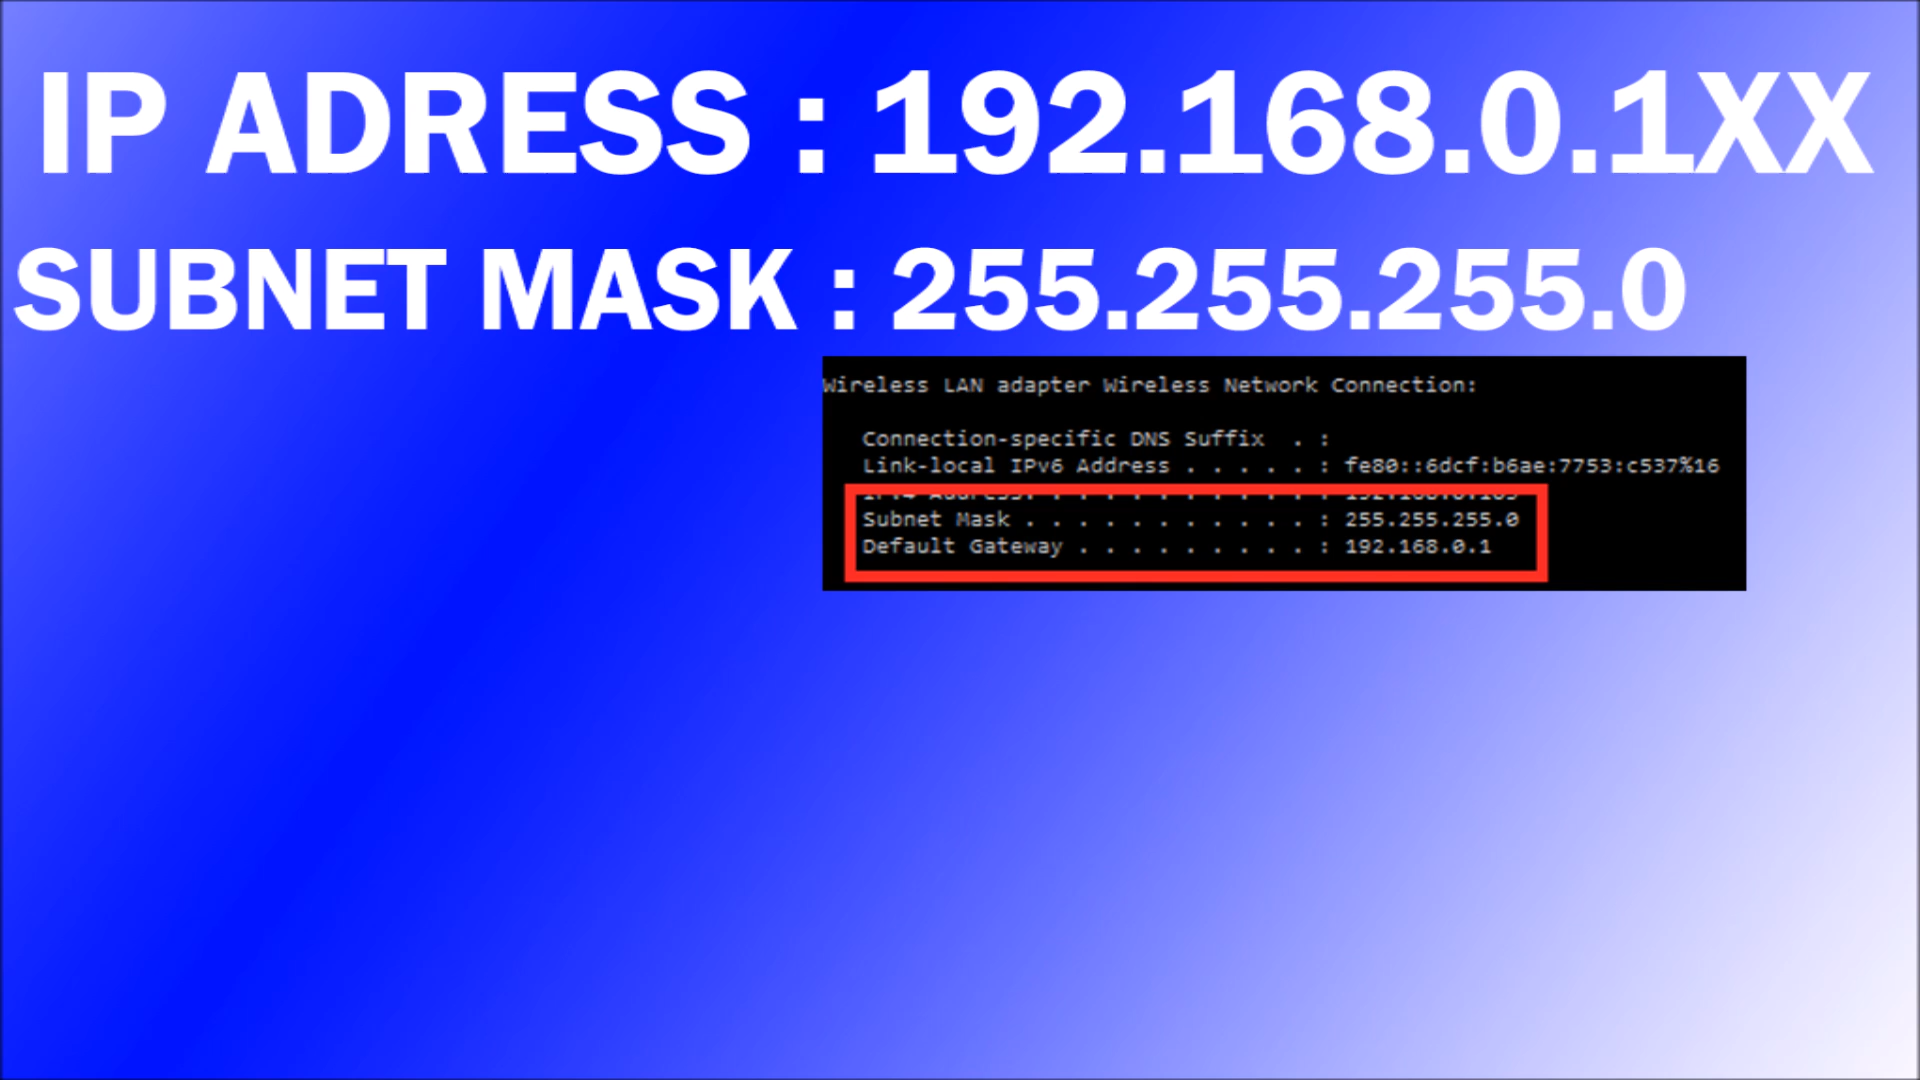 IP ADRESS : 192.168.0.1XX
SUBNET MASK : 255.255.255.0
Wireless LAN adapter Wireless Network Connection:
Connection-specific DNS Suffix  . :
Link-local IPv6 Address . . . . . : fe80::6dcf:b6ae:7753:c537%16
Subnet Mask . . . . . . . . . . . : 255.255.255.0
Default Gateway . . . . . . . . . : 192.168.0.1